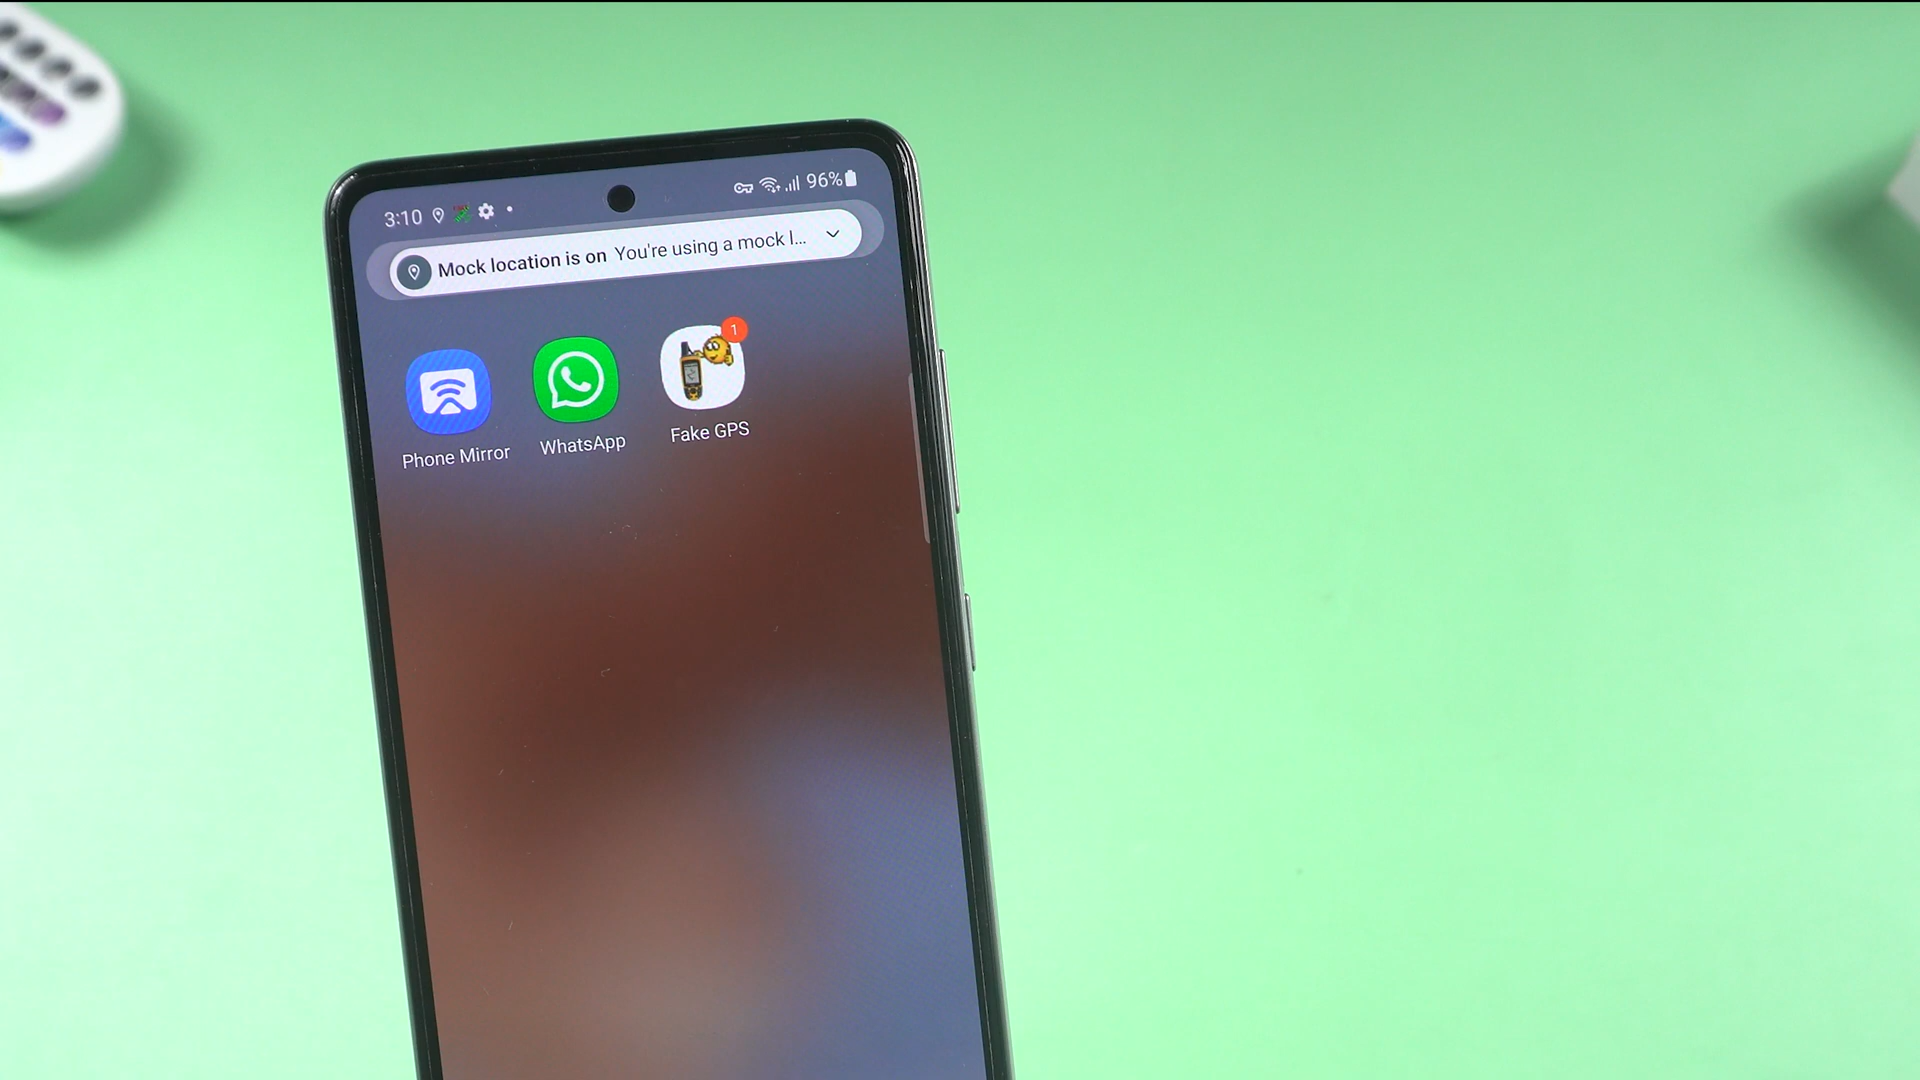 3:10 96%
Mock location is on You're using a mock l...
1
Phone Mirror WhatsApp Fake GPS